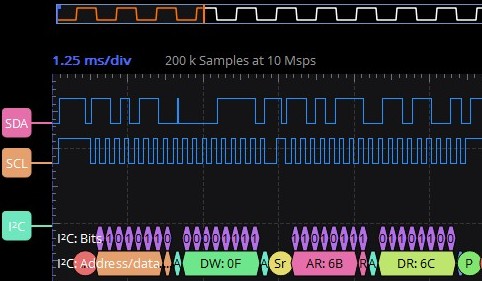 1.25 ms/div 200 k Samples at 10 Msps
SDA
SCL
I²C
I²C: Bits 1 1 0 1 0 1 1 0 0 0 0 0 1 1 1 1 1 1 0 1 0 1 1 1 0 1 1 0 1 1 0 0
I²C: Address/data A DW: 0F A Sr AR: 6B R A DR: 6C P